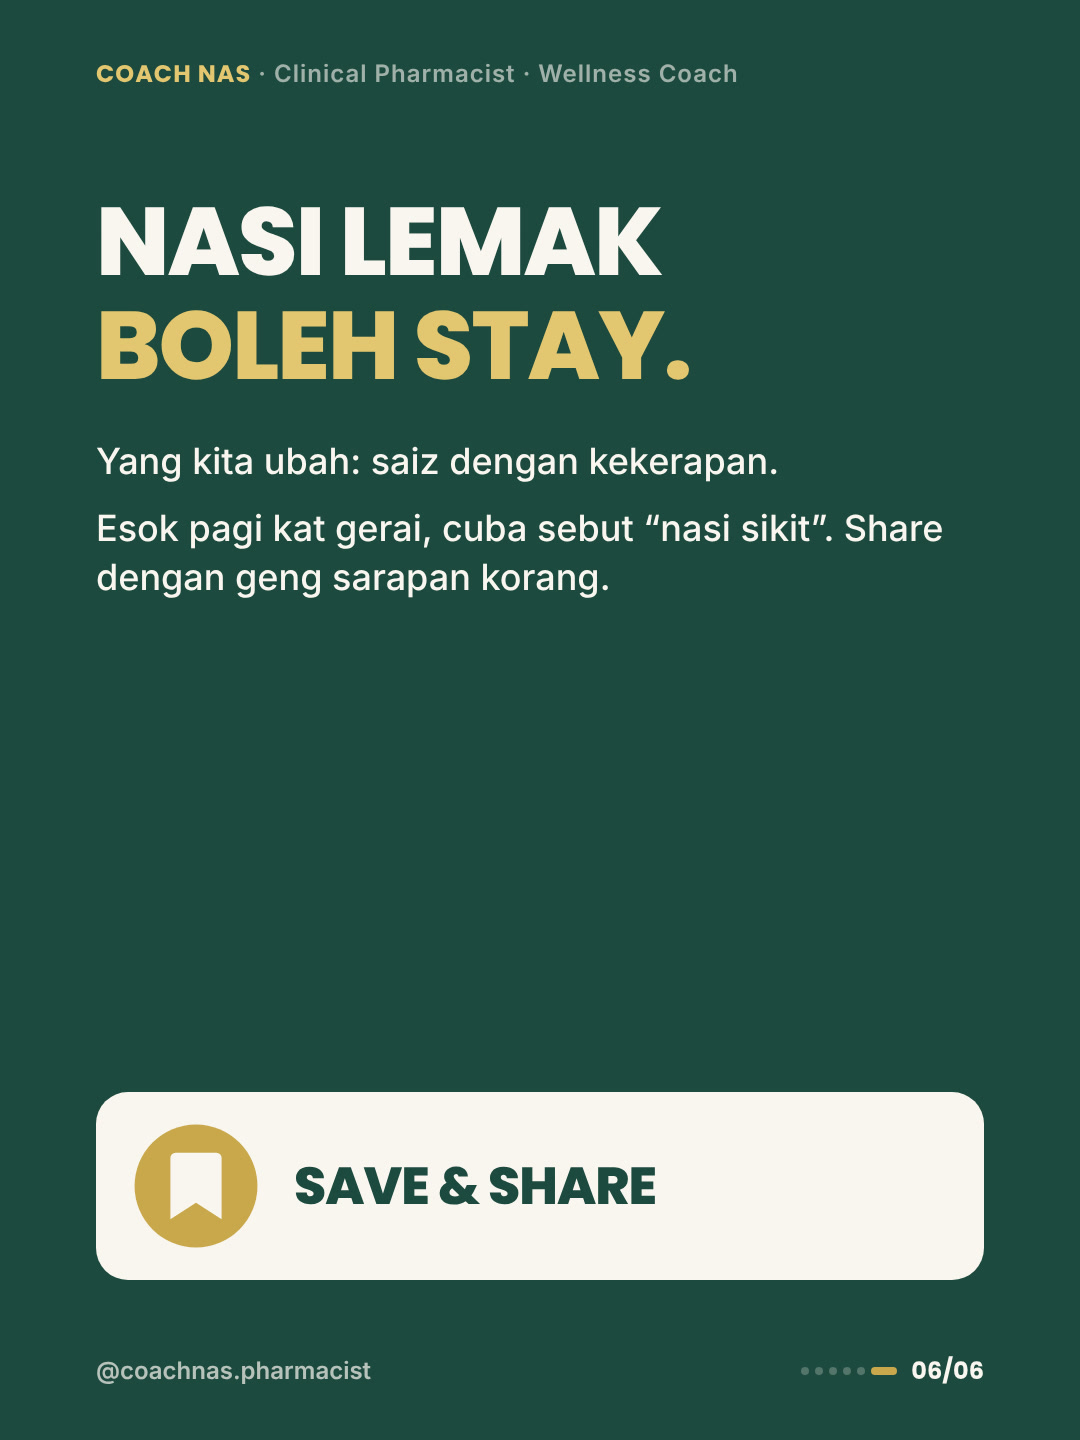 COACH NAS · Clinical Pharmacist · Wellness Coach
NASI LEMAK
BOLEH STAY.
Yang kita ubah: saiz dengan kekerapan.
Esok pagi kat gerai, cuba sebut “nasi sikit”. Share
dengan geng sarapan korang.
SAVE & SHARE
@coachnas.pharmacist
06/06